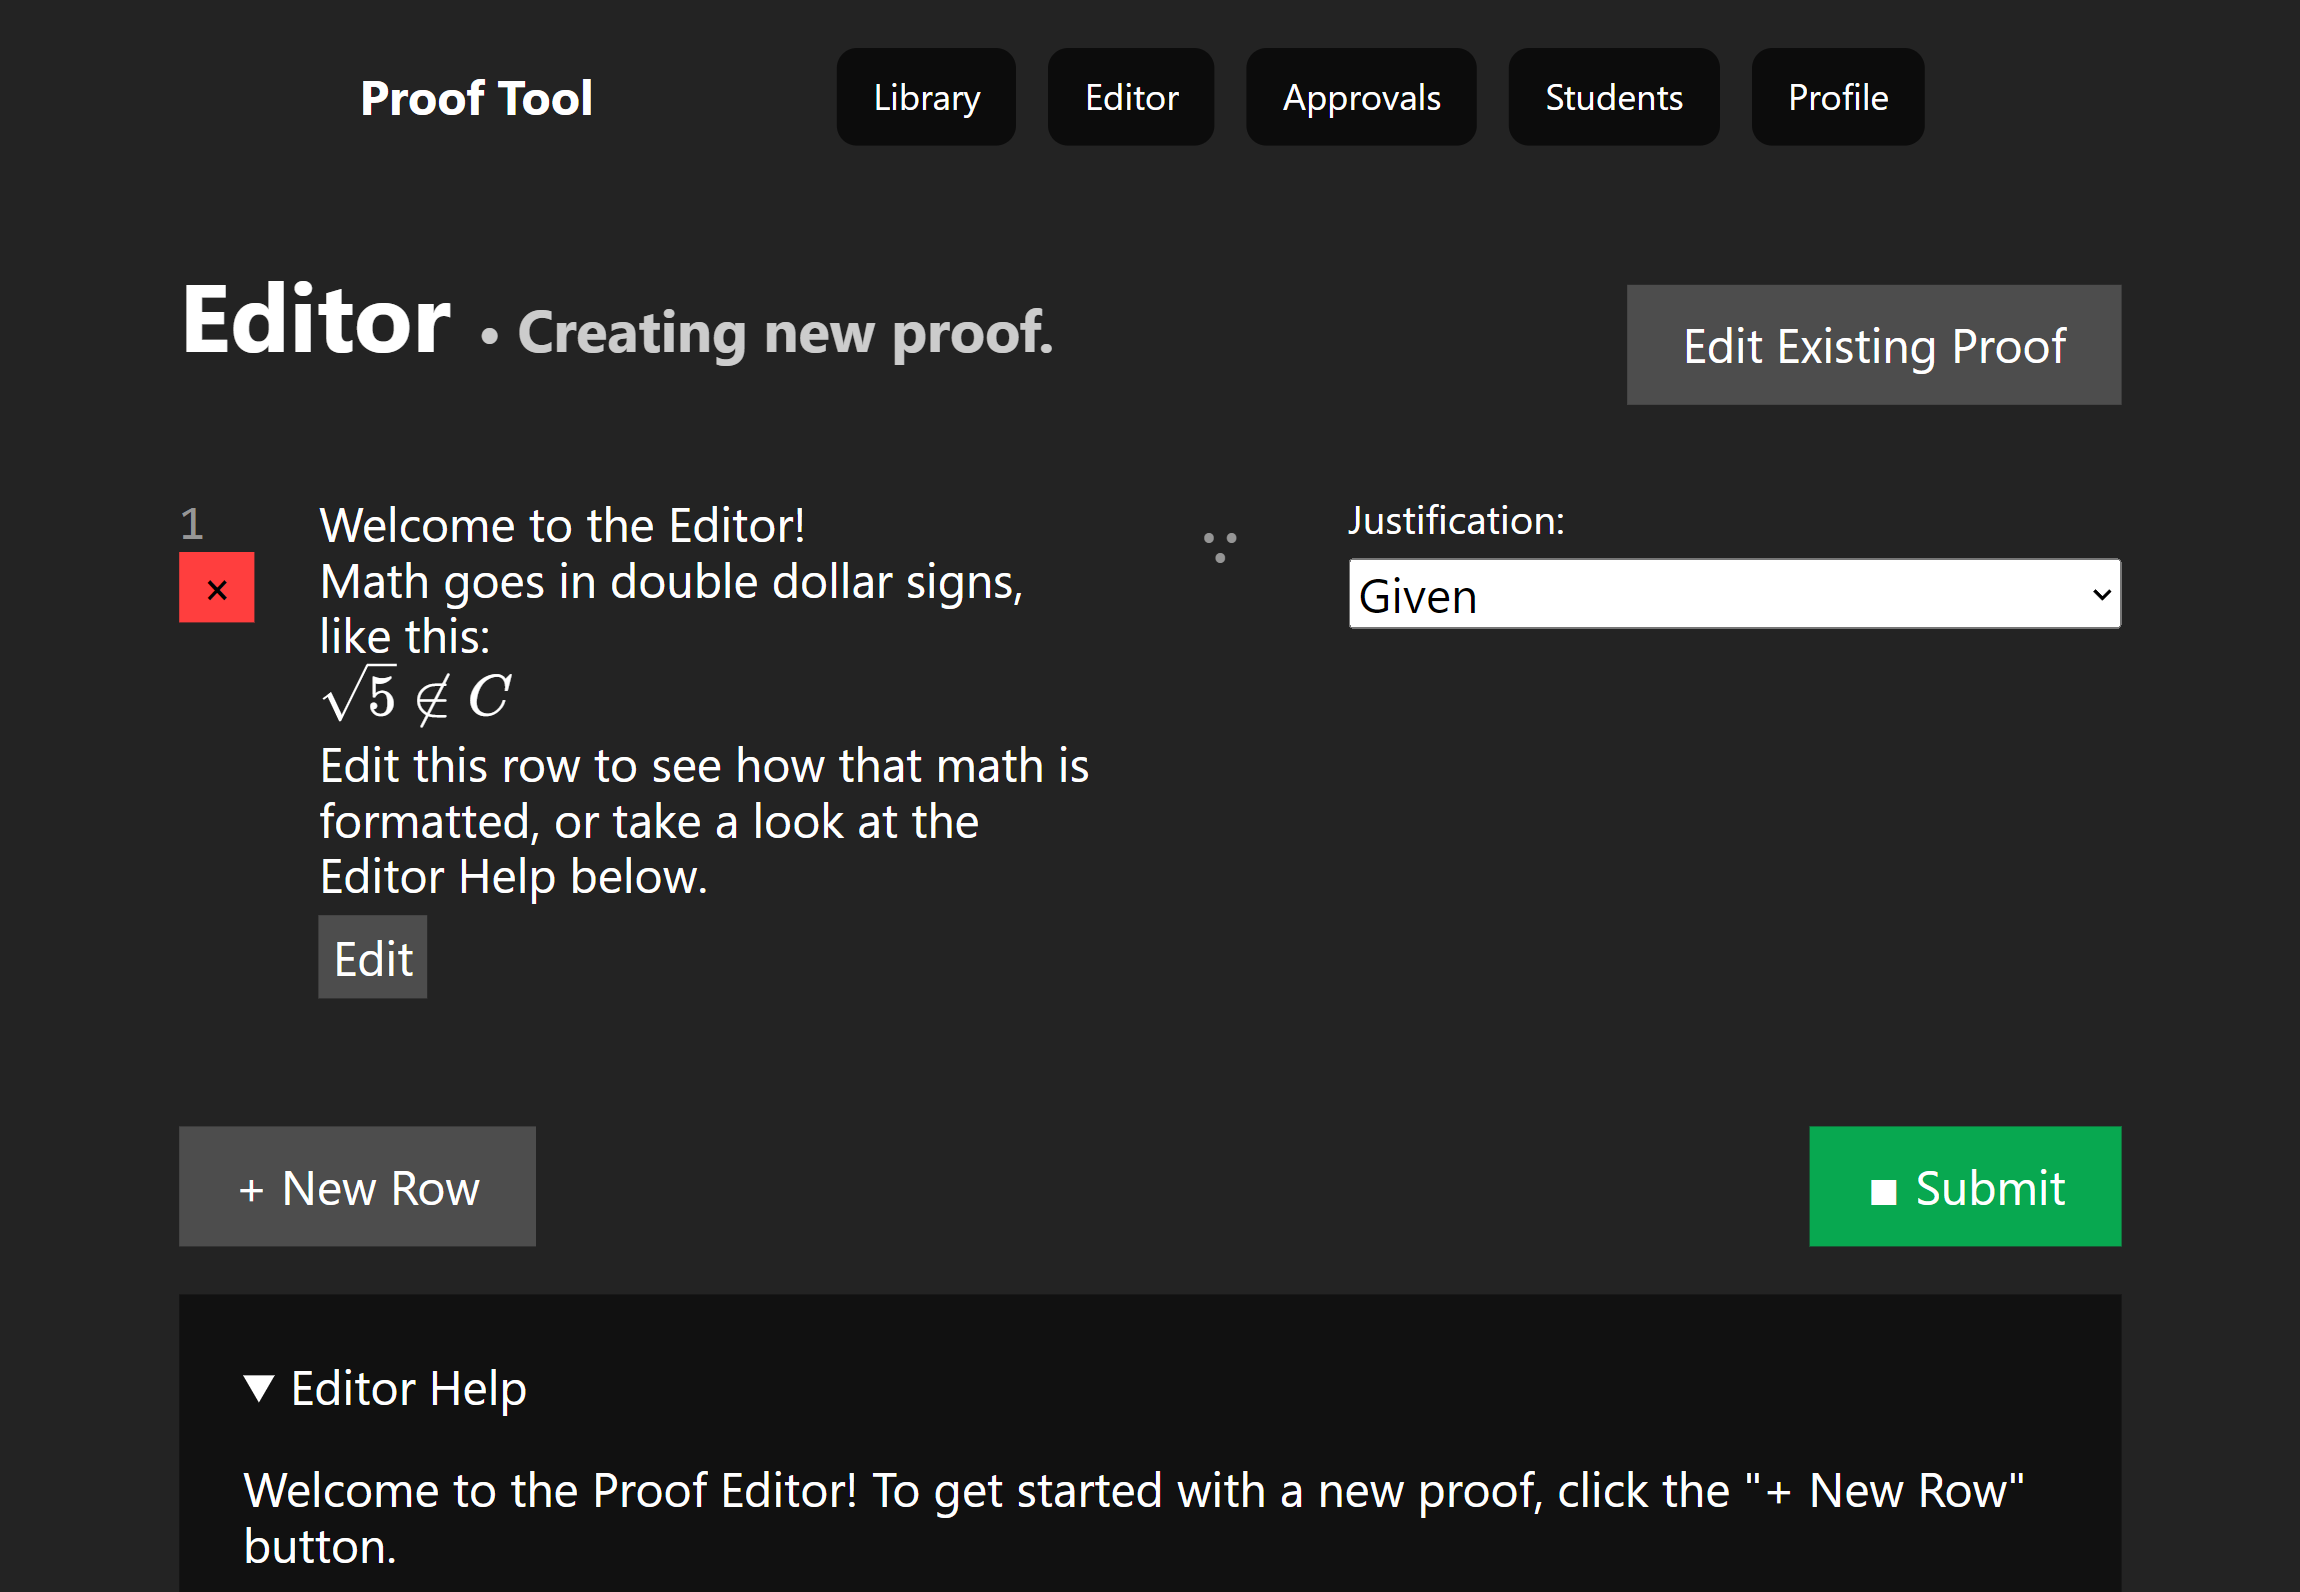 Proof Tool
Library
Editor
Approvals
Students
Profile
Editor • Creating new proof.
Edit Existing Proof
1
×
Welcome to the Editor!
Math goes in double dollar signs,
like this:
√5 ∉ C
Edit this row to see how that math is
formatted, or take a look at the
Editor Help below.
Edit
∵
Justification:
Given
+ New Row
■ Submit
▼ Editor Help
Welcome to the Proof Editor! To get started with a new proof, click the "+ New Row"
button.